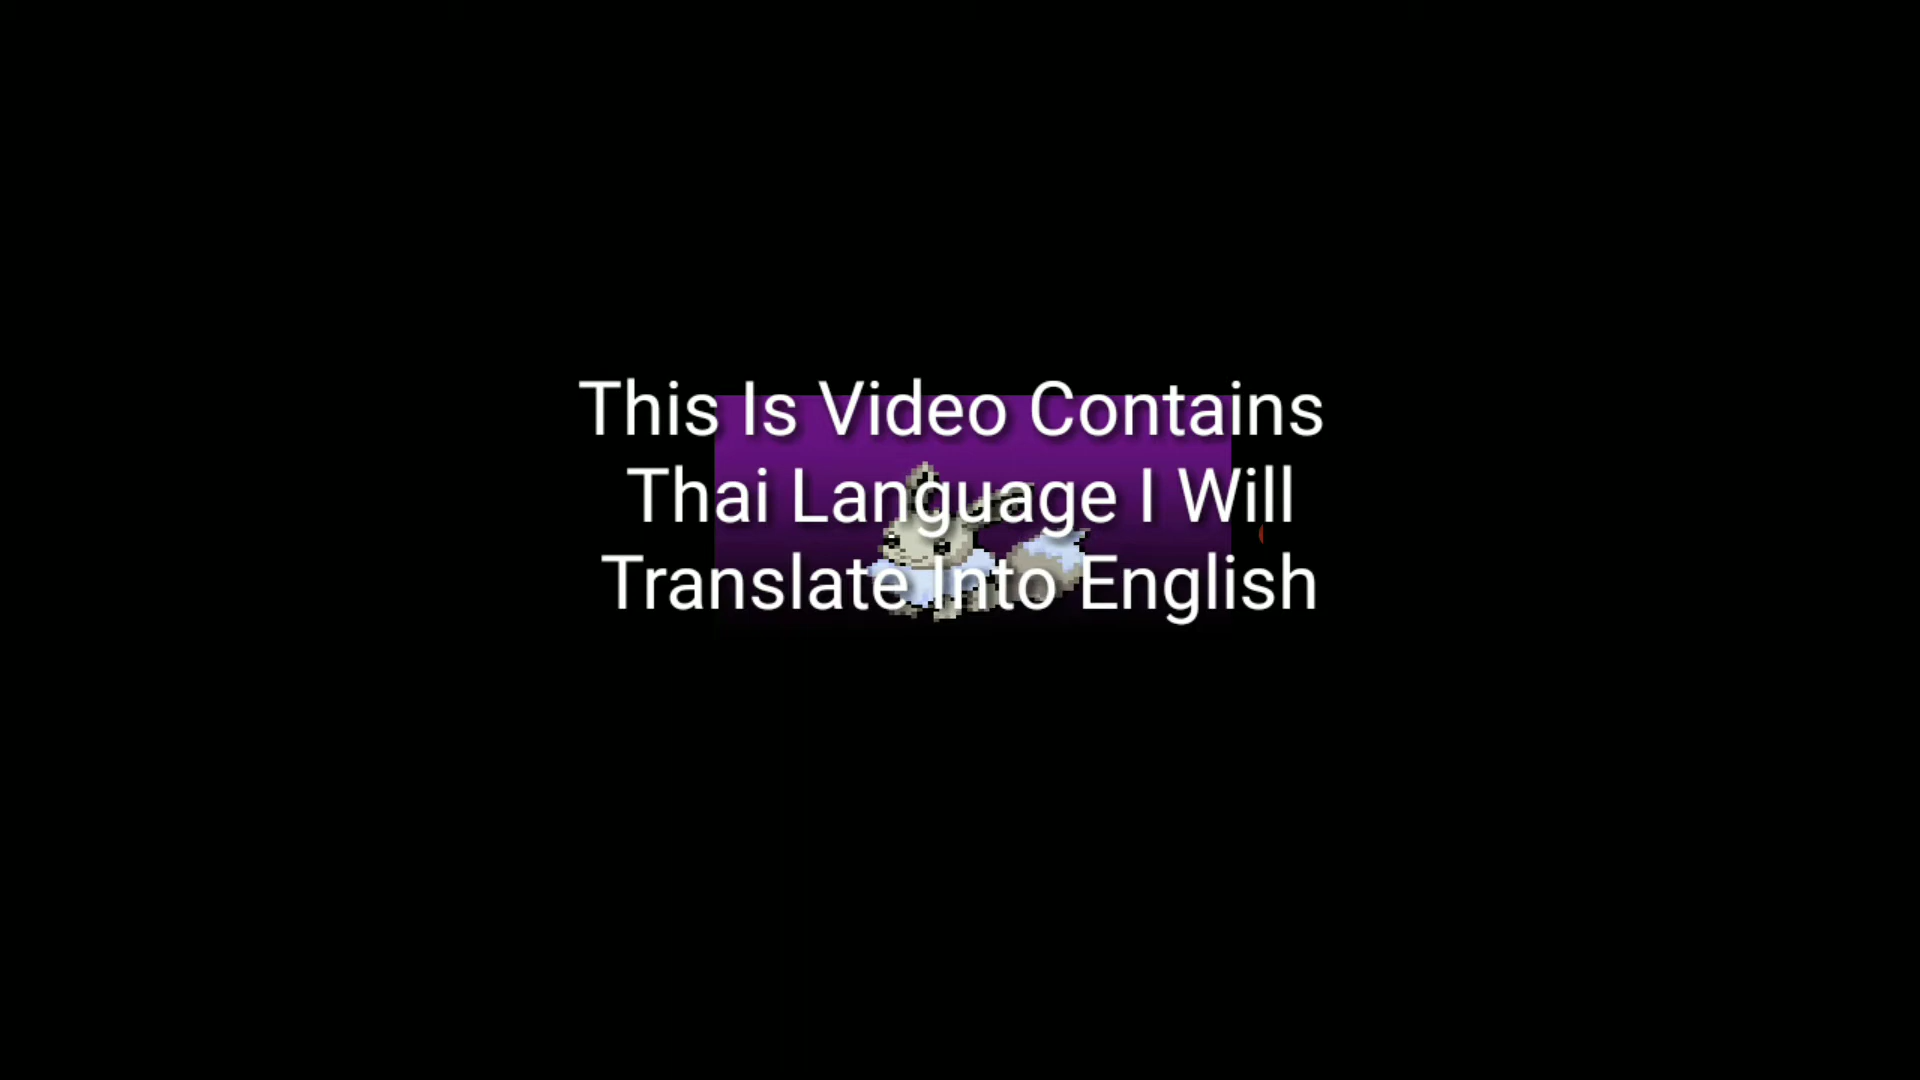 This Is Video Contains
Thai Language I Will
Translate Into English